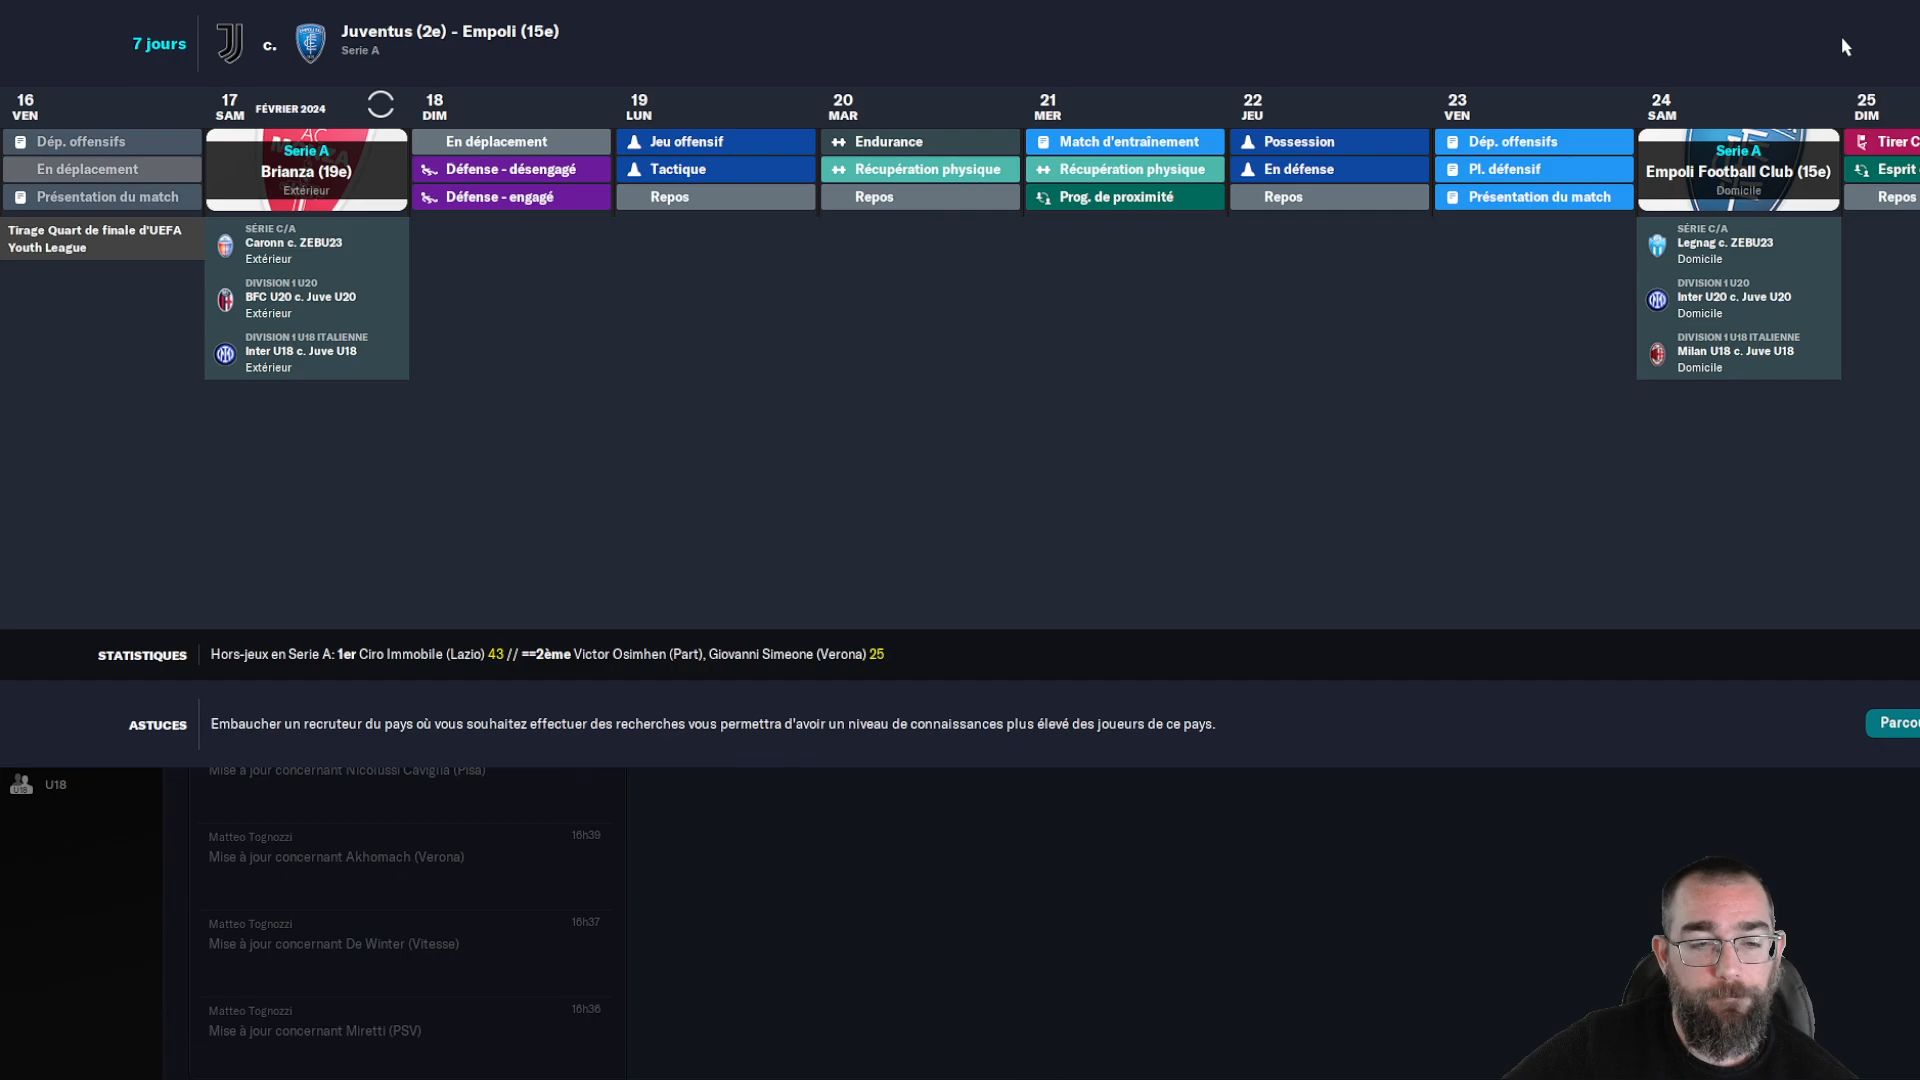 7 jours
c.
Juventus (2e) - Empoli (15e)
Serie A
16
VEN
17
SAM
FÉVRIER 2024
18
DIM
19
LUN
20
MAR
21
MER
22
JEU
23
VEN
24
SAM
25
DIM
Dép. offensifs
En déplacement
Présentation du match
Tirage Quart de finale d'UEFA
Youth League
Serie A
Brianza (19e)
Extérieur
SÉRIE C/A
Caronn c. ZEBU23
Extérieur
DIVISION 1 U20
BFC U20 c. Juve U20
Extérieur
DIVISION 1 U18 ITALIENNE
Inter U18 c. Juve U18
Extérieur
En déplacement
Défense - désengagé
Défense - engagé
Jeu offensif
Tactique
Repos
Endurance
Récupération physique
Repos
Match d'entraînement
Récupération physique
Prog. de proximité
Possession
En défense
Repos
Dép. offensifs
Pl. défensif
Présentation du match
Serie A
Empoli Football Club (15e)
Domicile
SÉRIE C/A
Legnag c. ZEBU23
Domicile
DIVISION 1 U20
Inter U20 c. Juve U20
Domicile
DIVISION 1 U18 ITALIENNE
Milan U18 c. Juve U18
Domicile
Tirer C
Esprit
Repos
STATISTIQUES
Hors-jeux en Serie A: 1er Ciro Immobile (Lazio) 43 // ==2ème Victor Osimhen (Part), Giovanni Simeone (Verona) 25
ASTUCES
Embaucher un recruteur du pays où vous souhaitez effectuer des recherches vous permettra d'avoir un niveau de connaissances plus élevé des joueurs de ce pays.
Parcou
U18
Mise à jour concernant Nicolussi Caviglia (Pisa)
Matteo Tognozzi 16h39
Mise à jour concernant Akhomach (Verona)
Matteo Tognozzi 16h37
Mise à jour concernant De Winter (Vitesse)
Matteo Tognozzi 16h36
Mise à jour concernant Miretti (PSV)